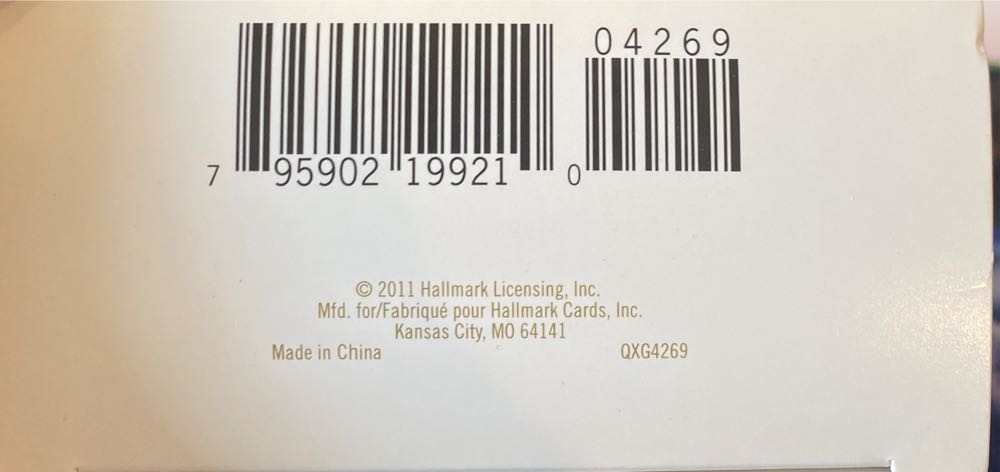 04269
7 95902 19921 0
© 2011 Hallmark Licensing, Inc.
Mfd. for/Fabriqué pour Hallmark Cards, Inc.
Kansas City, MO 64141
Made in China QXG4269